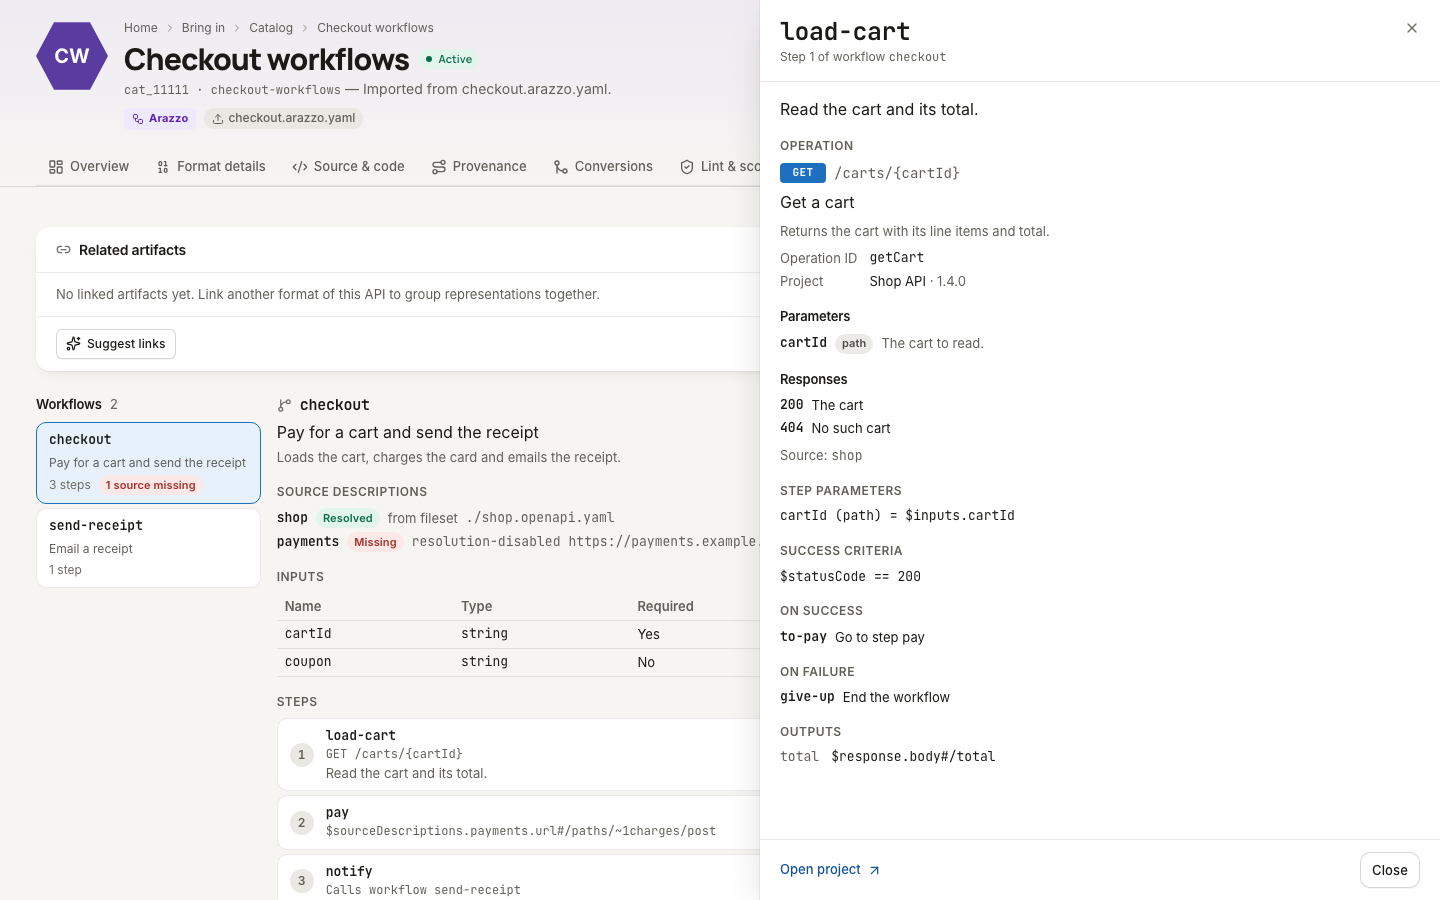 Home > Bring in > Catalog > Checkout workflows
CW
Checkout workflows
Active
cat_11111 · checkout-workflows — Imported from checkout.arazzo.yaml.
Arazzo
checkout.arazzo.yaml
Overview
Format details
Source & code
Provenance
Conversions
Lint & sco
Related artifacts
No linked artifacts yet. Link another format of this API to group representations together.
Suggest links
Workflows 2
checkout
Pay for a cart and send the receipt
3 steps 1 source missing
send-receipt
Email a receipt
1 step
checkout
Pay for a cart and send the receipt
Loads the cart, charges the card and emails the receipt.
SOURCE DESCRIPTIONS
shop Resolved from fileset ./shop.openapi.yaml
payments Missing resolution-disabled https://payments.example.
INPUTS
Name Type Required
cartId string Yes
coupon string No
STEPS
1
load-cart
GET /carts/{cartId}
Read the cart and its total.
2
pay
$sourceDescriptions.payments.url#/paths/~1charges/post
3
notify
Calls workflow send-receipt
load-cart
Step 1 of workflow checkout
Read the cart and its total.
OPERATION
GET /carts/{cartId}
Get a cart
Returns the cart with its line items and total.
Operation ID getCart
Project Shop API · 1.4.0
Parameters
cartId path The cart to read.
Responses
200 The cart
404 No such cart
Source: shop
STEP PARAMETERS
cartId (path) = $inputs.cartId
SUCCESS CRITERIA
$statusCode == 200
ON SUCCESS
to-pay Go to step pay
ON FAILURE
give-up End the workflow
OUTPUTS
total $response.body#/total
Open project
Close